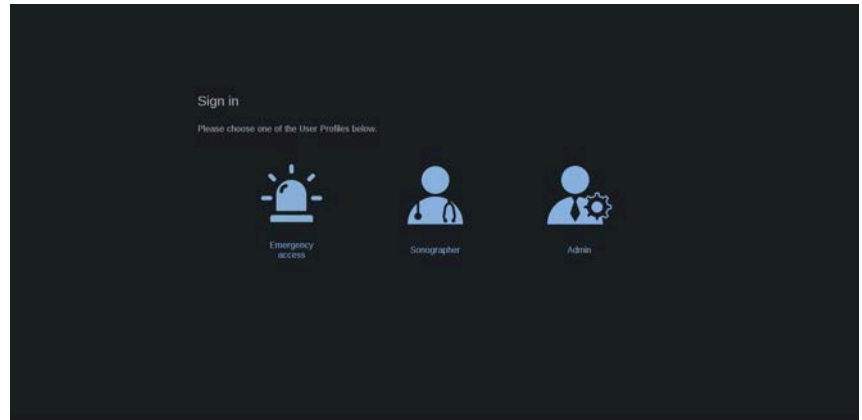 Sign in
Please choose one of the User Profiles below.
Emergency
access
Sonographer
Admin